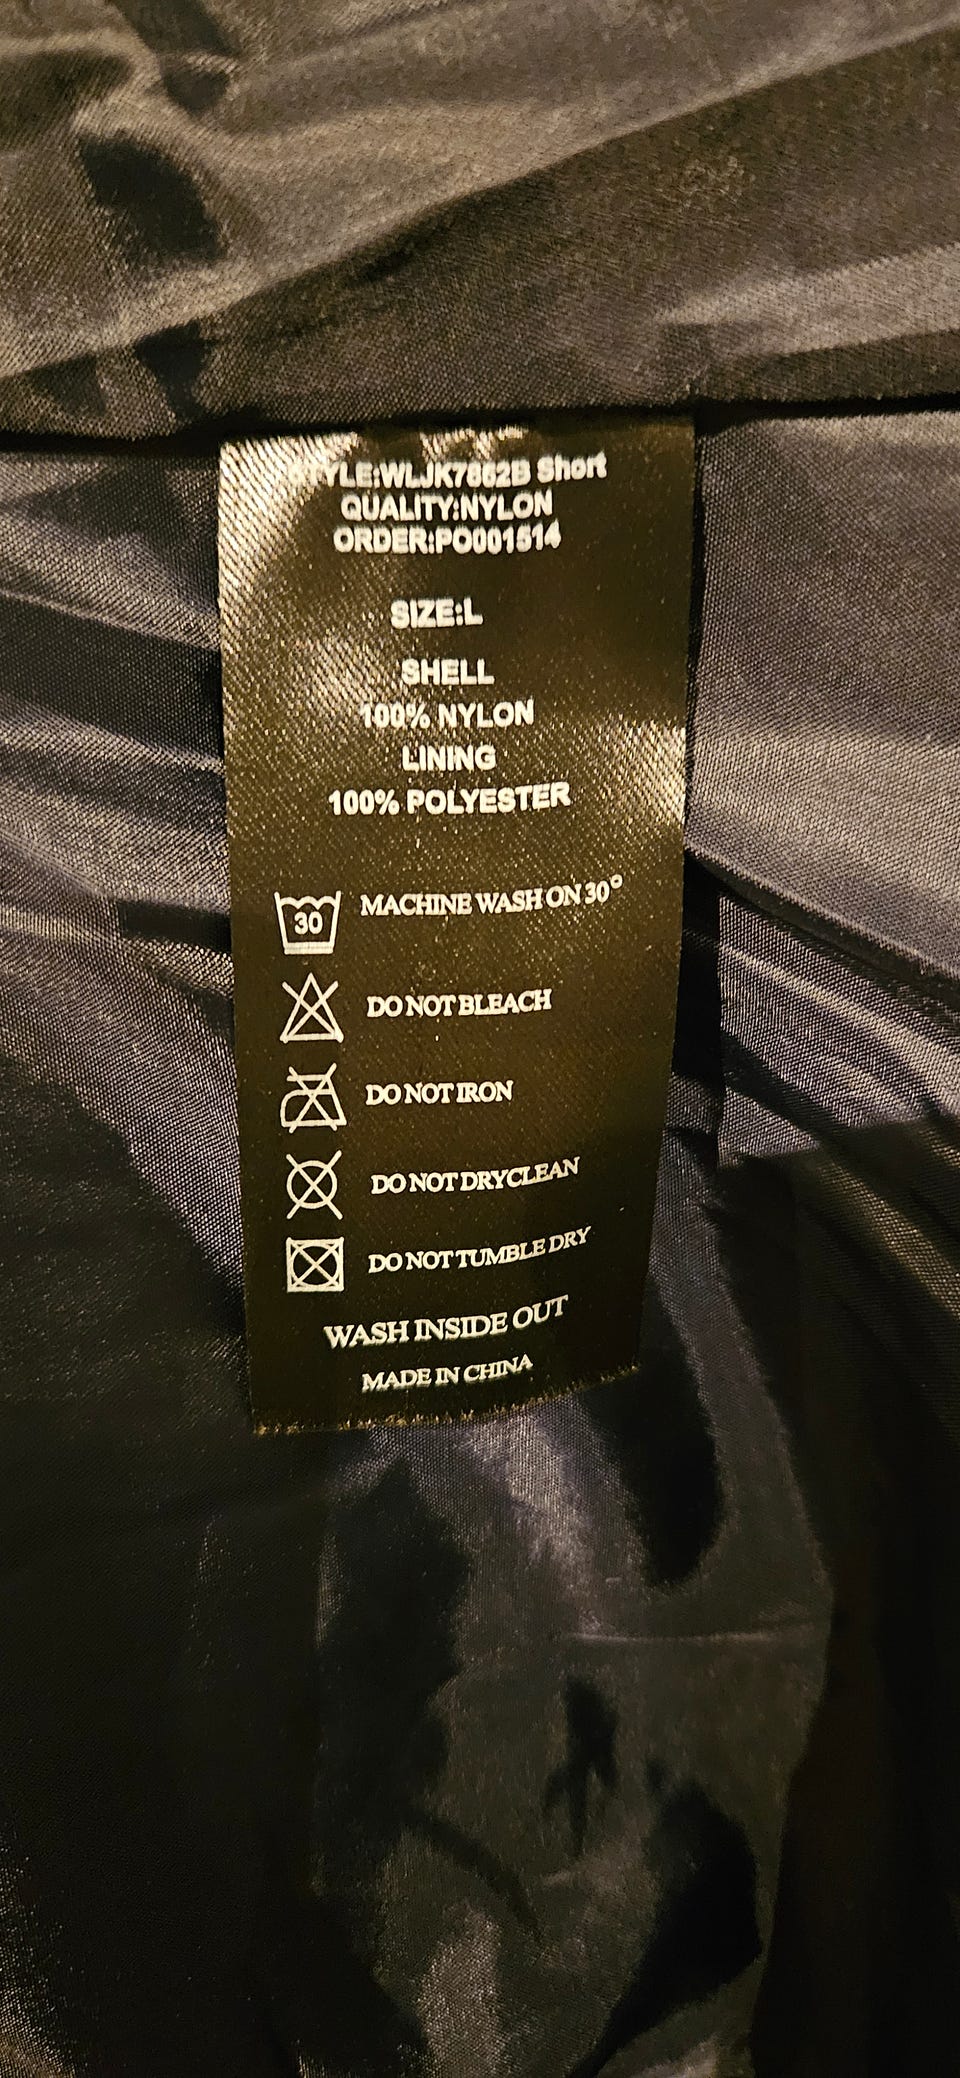 STYLE:WLJK7862B Short
QUALITY:NYLON
ORDER:PO001514
SIZE:L
SHELL
100% NYLON
LINING
100% POLYESTER
30 MACHINE WASH ON 30°
DO NOT BLEACH
DO NOT IRON
DO NOT DRYCLEAN
DO NOT TUMBLE DRY
WASH INSIDE OUT
MADE IN CHINA